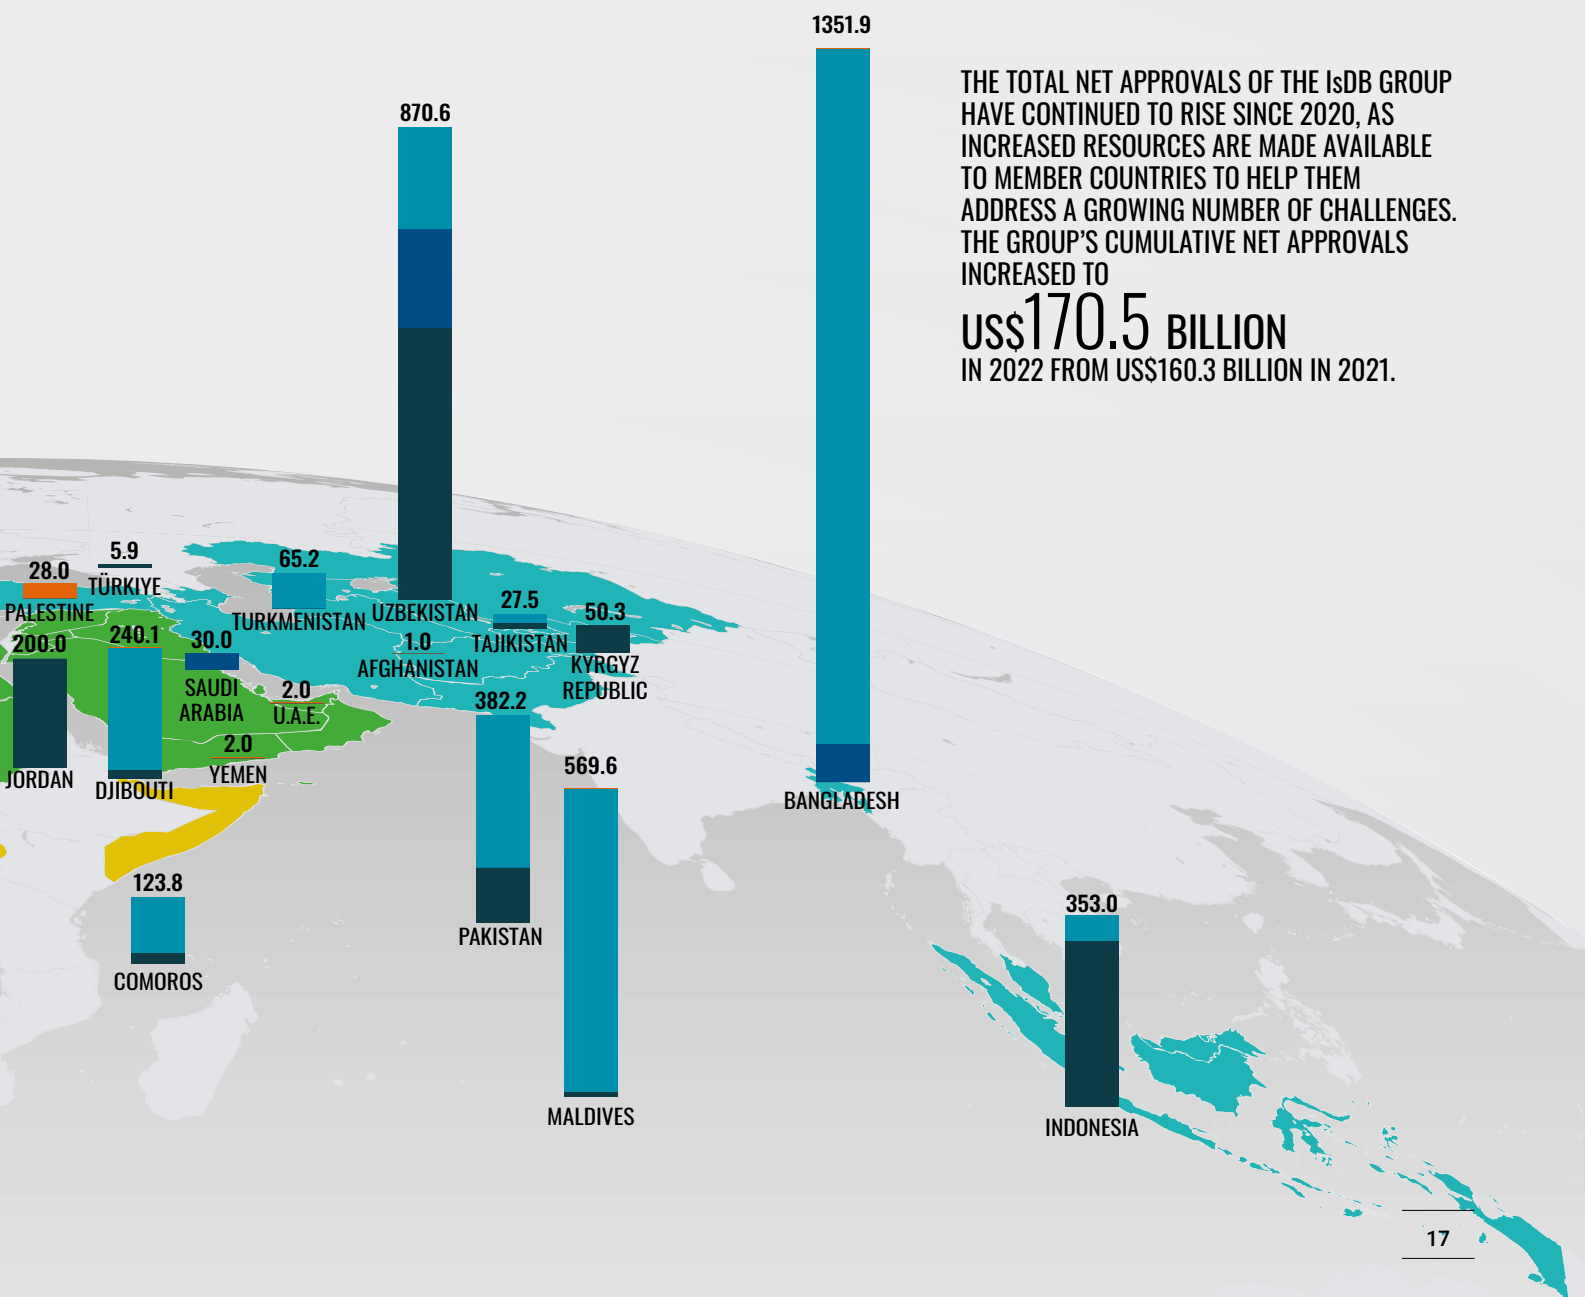 1351.9
THE TOTAL NET APPROVALS OF THE IsDB GROUP
HAVE CONTINUED TO RISE SINCE 2020, AS
INCREASED RESOURCES ARE MADE AVAILABLE
TO MEMBER COUNTRIES TO HELP THEM
ADDRESS A GROWING NUMBER OF CHALLENGES.
THE GROUP’S CUMULATIVE NET APPROVALS
INCREASED TO
US$170.5 BILLION
IN 2022 FROM US$160.3 BILLION IN 2021.
870.6
5.9
TÜRKIYE
28.0
PALESTINE
65.2
TURKMENISTAN
UZBEKISTAN
27.5
TAJIKISTAN
50.3
KYRGYZ
REPUBLIC
200.0
JORDAN
240.1
DJIBOUTI
30.0
SAUDI
ARABIA
2.0
U.A.E.
2.0
YEMEN
1.0
AFGHANISTAN
382.2
PAKISTAN
569.6
MALDIVES
BANGLADESH
123.8
COMOROS
353.0
INDONESIA
17